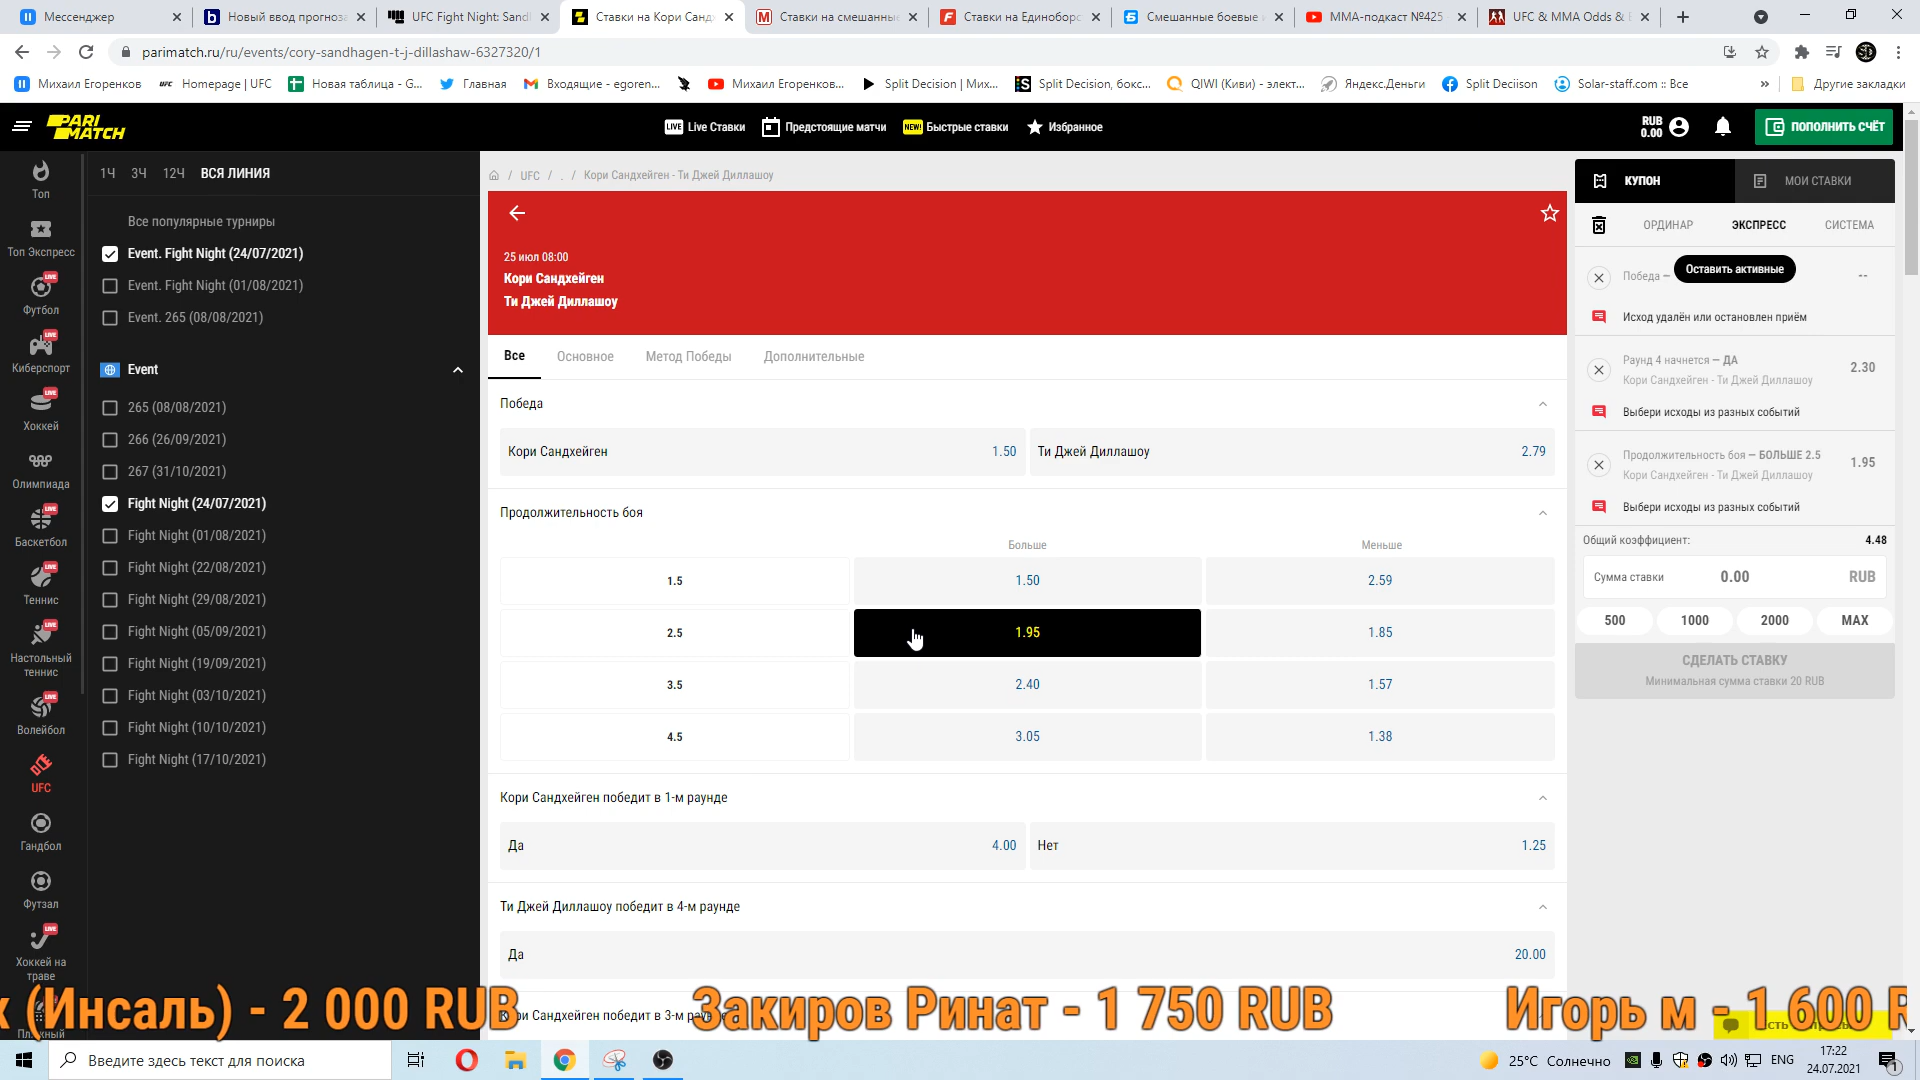 Мессенджер
Новый ввод прогноза
UFC Fight Night: Sand
Ставки на Кори Санд
Ставки на смешанные
Ставки на Единоборс
Смешанные боевые
ММА-подкаст №425
UFC & MMA Odds & B
parimatch.ru/ru/events/cory-sandhagen-t-j-dillashaw-6327320/1
Михаил Егоренков
Homepage | UFC
Новая таблица - G...
Главная
Входящие - egoren...
Михаил Егоренков...
Split Decision | Мих...
Split Decision, бокс...
QIWI (Киви) - элект...
Яндекс.Деньги
Split Deciison
Solar-staff.com :: Все
»
Другие закладки
PARI MATCH
LIVE Live Ставки
Предстоящие матчи
NEW! Быстрые ставки
Избранное
RUB
0.00
ПОПОЛНИТЬ СЧЁТ
Топ
Топ Экспресс
LIVE
Футбол
LIVE
Киберспорт
LIVE
Хоккей
Олимпиада
LIVE
Баскетбол
LIVE
Теннис
LIVE
Настольный
теннис
LIVE
Волейбол
UFC
Гандбол
Футзал
LIVE
Хоккей на
траве
1Ч 3Ч 12Ч ВСЯ ЛИНИЯ
Все популярные турниры
Event. Fight Night (24/07/2021)
Event. Fight Night (01/08/2021)
Event. 265 (08/08/2021)
Event
265 (08/08/2021)
266 (26/09/2021)
267 (31/10/2021)
Fight Night (24/07/2021)
Fight Night (01/08/2021)
Fight Night (22/08/2021)
Fight Night (29/08/2021)
Fight Night (05/09/2021)
Fight Night (19/09/2021)
Fight Night (03/10/2021)
Fight Night (10/10/2021)
Fight Night (17/10/2021)
/ UFC / . / Кори Сандхейген - Ти Джей Диллашоу
25 июл 08:00
Кори Сандхейген
Ти Джей Диллашоу
Все Основное Метод Победы Дополнительные
Победа
Кори Сандхейген 1.50 Ти Джей Диллашоу 2.79
Продолжительность боя
Больше Меньше
1.5 1.50 2.59
2.5 1.95 1.85
3.5 2.40 1.57
4.5 3.05 1.38
Кори Сандхейген победит в 1-м раунде
Да 4.00 Нет 1.25
Ти Джей Диллашоу победит в 4-м раунде
Да 20.00
Сандхейген победит в 3-м
КУПОН МОИ СТАВКИ
ОРДИНАР ЭКСПРЕСС СИСТЕМА
Победа –
Оставить активные
--
Исход удалён или остановлен приём
Раунд 4 начнется – ДА 2.30
Кори Сандхейген - Ти Джей Диллашоу
Выбери исходы из разных событий
Продолжительность боя – БОЛЬШЕ 2.5 1.95
Кори Сандхейген - Ти Джей Диллашоу
Выбери исходы из разных событий
Общий коэффициент: 4.48
Сумма ставки 0.00 RUB
500 1000 2000 MAX
СДЕЛАТЬ СТАВКУ
Минимальная сумма ставки 20 RUB
(Инсаль) - 2 000 RUB Закиров Ринат - 1 750 RUB Игорь м - 1 600
Введите здесь текст для поиска
25°C Солнечно
ENG
17:22
24.07.2021
1